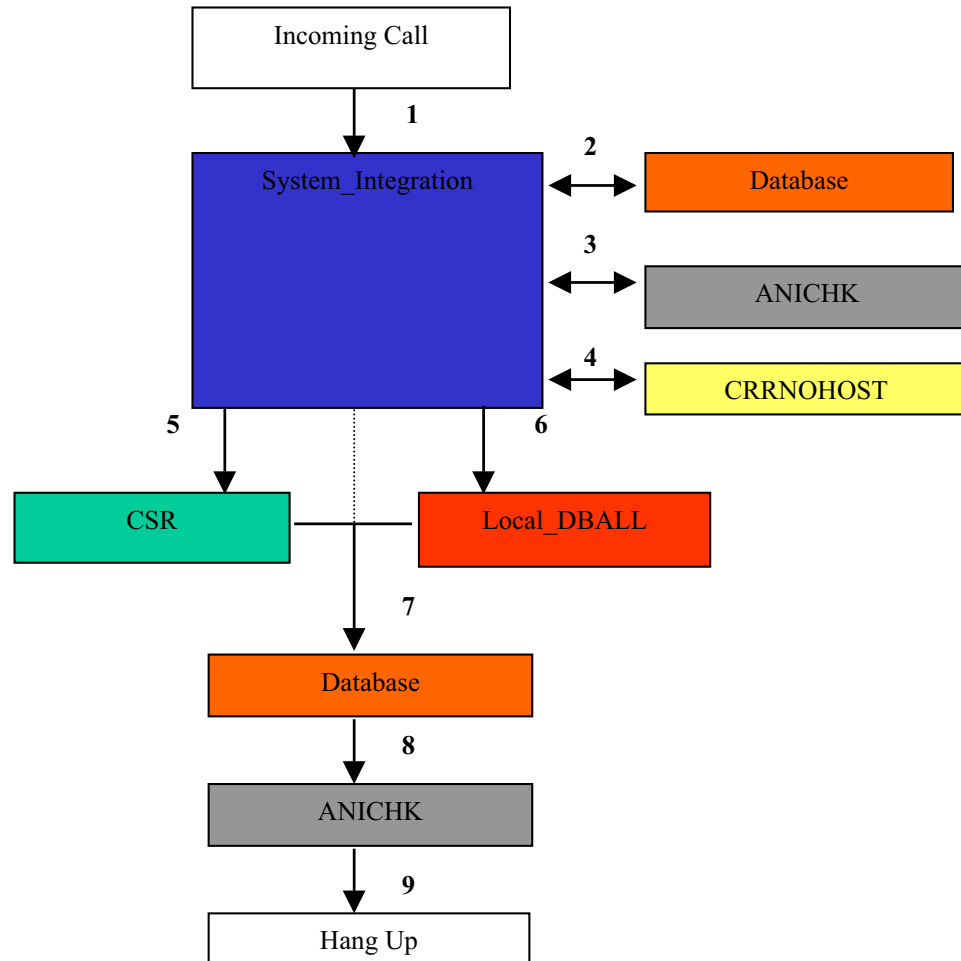 Incoming Call
1
System_Integration
2
Database
3
ANICHK
4
CRRNOHOST
5
6
CSR
Local_DBALL
7
Database
8
ANICHK
9
Hang Up